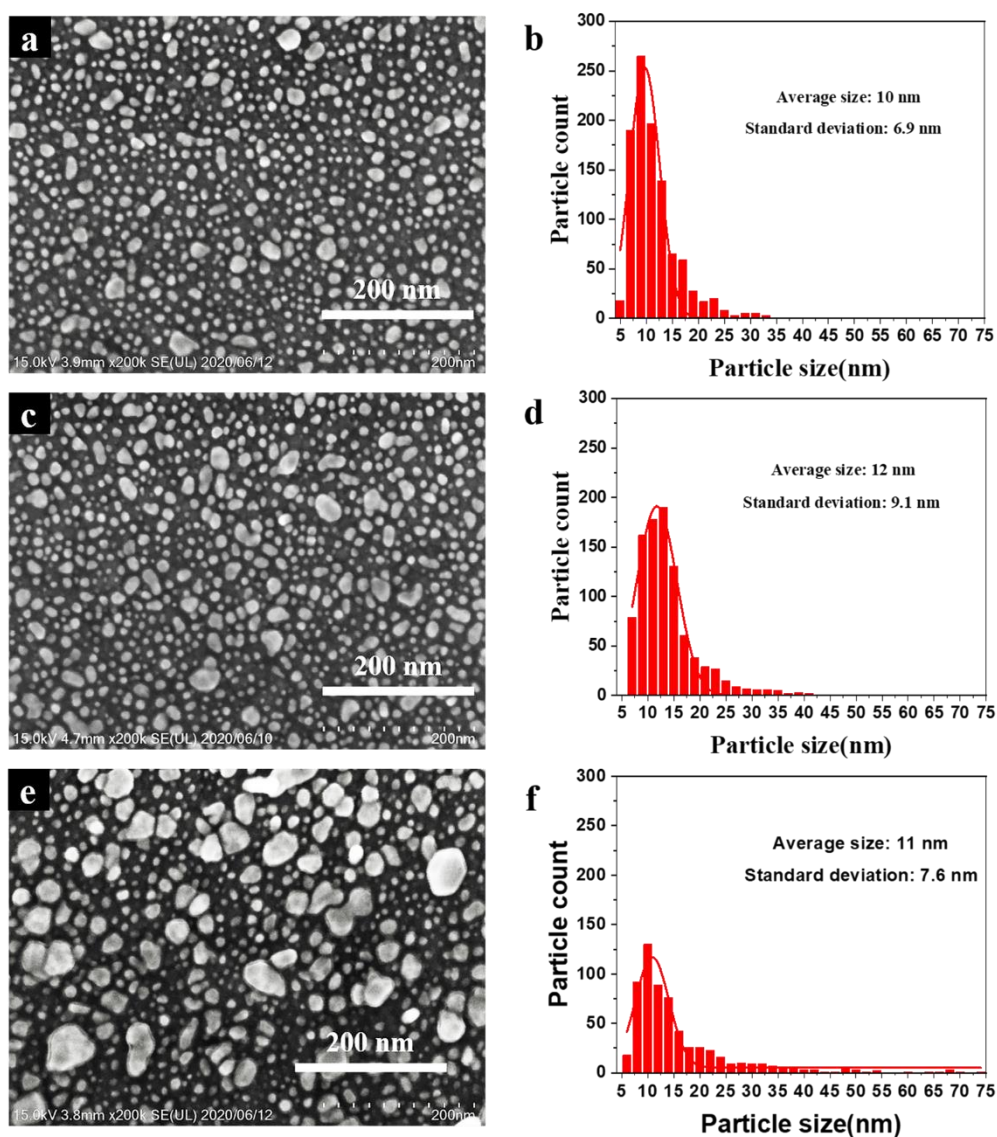 a
200 nm
15.0kV 3.9mm x200k SE(UL) 2020/06/12
200nm
b
300
250
200
150
100
50
0
Particle count
Average size: 10 nm
Standard deviation: 6.9 nm
5 10 15 20 25 30 35 40 45 50 55 60 65 70 75
Particle size(nm)
c
200 nm
15.0kV 4.7mm x200k SE(UL) 2020/06/10
200nm
d
300
250
200
150
100
50
0
Particle count
Average size: 12 nm
Standard deviation: 9.1 nm
5 10 15 20 25 30 35 40 45 50 55 60 65 70 75
Particle size(nm)
e
200 nm
15.0kV 3.8mm x200k SE(UL) 2020/06/12
200nm
f
300
250
200
150
100
50
0
Particle count
Average size: 11 nm
Standard deviation: 7.6 nm
5 10 15 20 25 30 35 40 45 50 55 60 65 70 75
Particle size(nm)